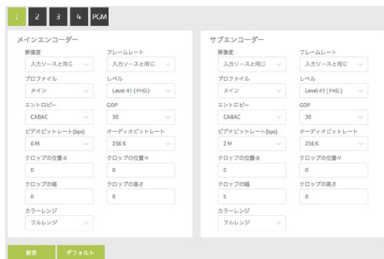 1 2 3 4 PGM
メインエンコーダー
解像度 フレームレート
入力ソースと同じ 入力ソースと同じ
プロファイル レベル
メイン Level 41 (FHD)
エントロピー GOP
CABAC 30
ビデオビットレート(bps) オーディオビットレート
6 M 256 K
クロップの位置-X クロップの位置-Y
0 0
クロップの幅 クロップの高さ
0 0
カラーレンジ
フルレンジ
サブエンコーダー
解像度 フレームレート
入力ソースと同じ 入力ソースと同じ
プロファイル レベル
メイン Level 41 (FHD)
エントロピー GOP
CABAC 30
ビデオビットレート(bps) オーディオビットレート
2 M 256 K
クロップの位置-X クロップの位置-Y
0 0
クロップの幅 クロップの高さ
0 0
カラーレンジ
フルレンジ
設定 デフォルト